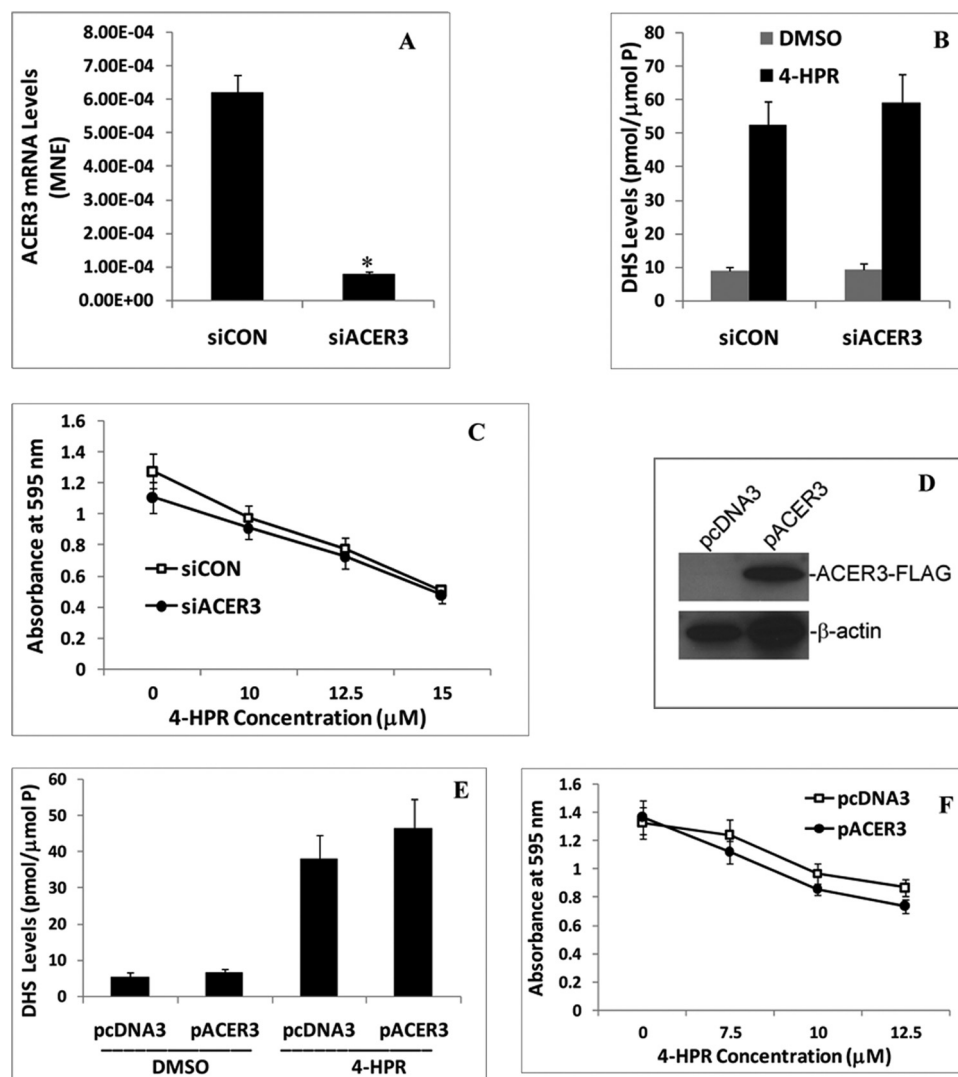 A
ACER3 mRNA Levels
(MNE)
8.00E-04
7.00E-04
6.00E-04
5.00E-04
4.00E-04
3.00E-04
2.00E-04
1.00E-04
0.00E+00
*
siCON siACER3
B
DMSO
4-HPR
DHS Levels (pmol/μmol P)
80
70
60
50
40
30
20
10
0
siCON siACER3
C
Absorbance at 595 nm
1.6
1.4
1.2
1
0.8
0.6
0.4
0.2
0
siCON
siACER3
0 10 12.5 15
4-HPR Concentration (μM)
D
pcDNA3
pACER3
-ACER3-FLAG
-β-actin
E
DHS Levels (pmol/μmol P)
60
50
40
30
20
10
0
pcDNA3 pACER3 pcDNA3 pACER3
DMSO 4-HPR
F
pcDNA3
pACER3
Absorbance at 595 nm
1.6
1.4
1.2
1
0.8
0.6
0.4
0.2
0
0 7.5 10 12.5
4-HPR Concentration (μM)